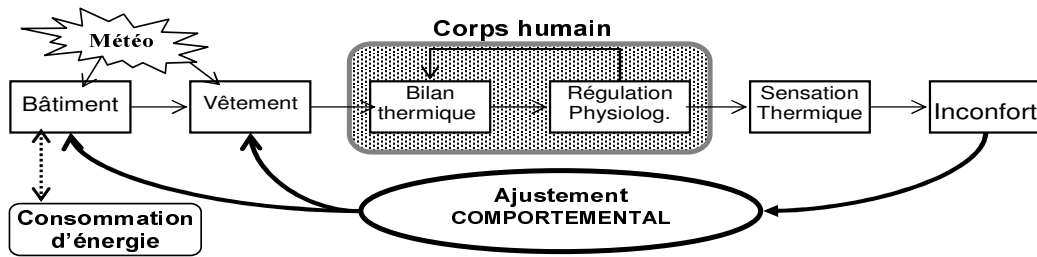 Corps humain
Météo
Bâtiment
Vêtement
Bilan
thermique
Régulation
Physiolog.
Sensation
Thermique
Inconfort
Ajustement
COMPORTEMENTAL
Consommation
d'énergie